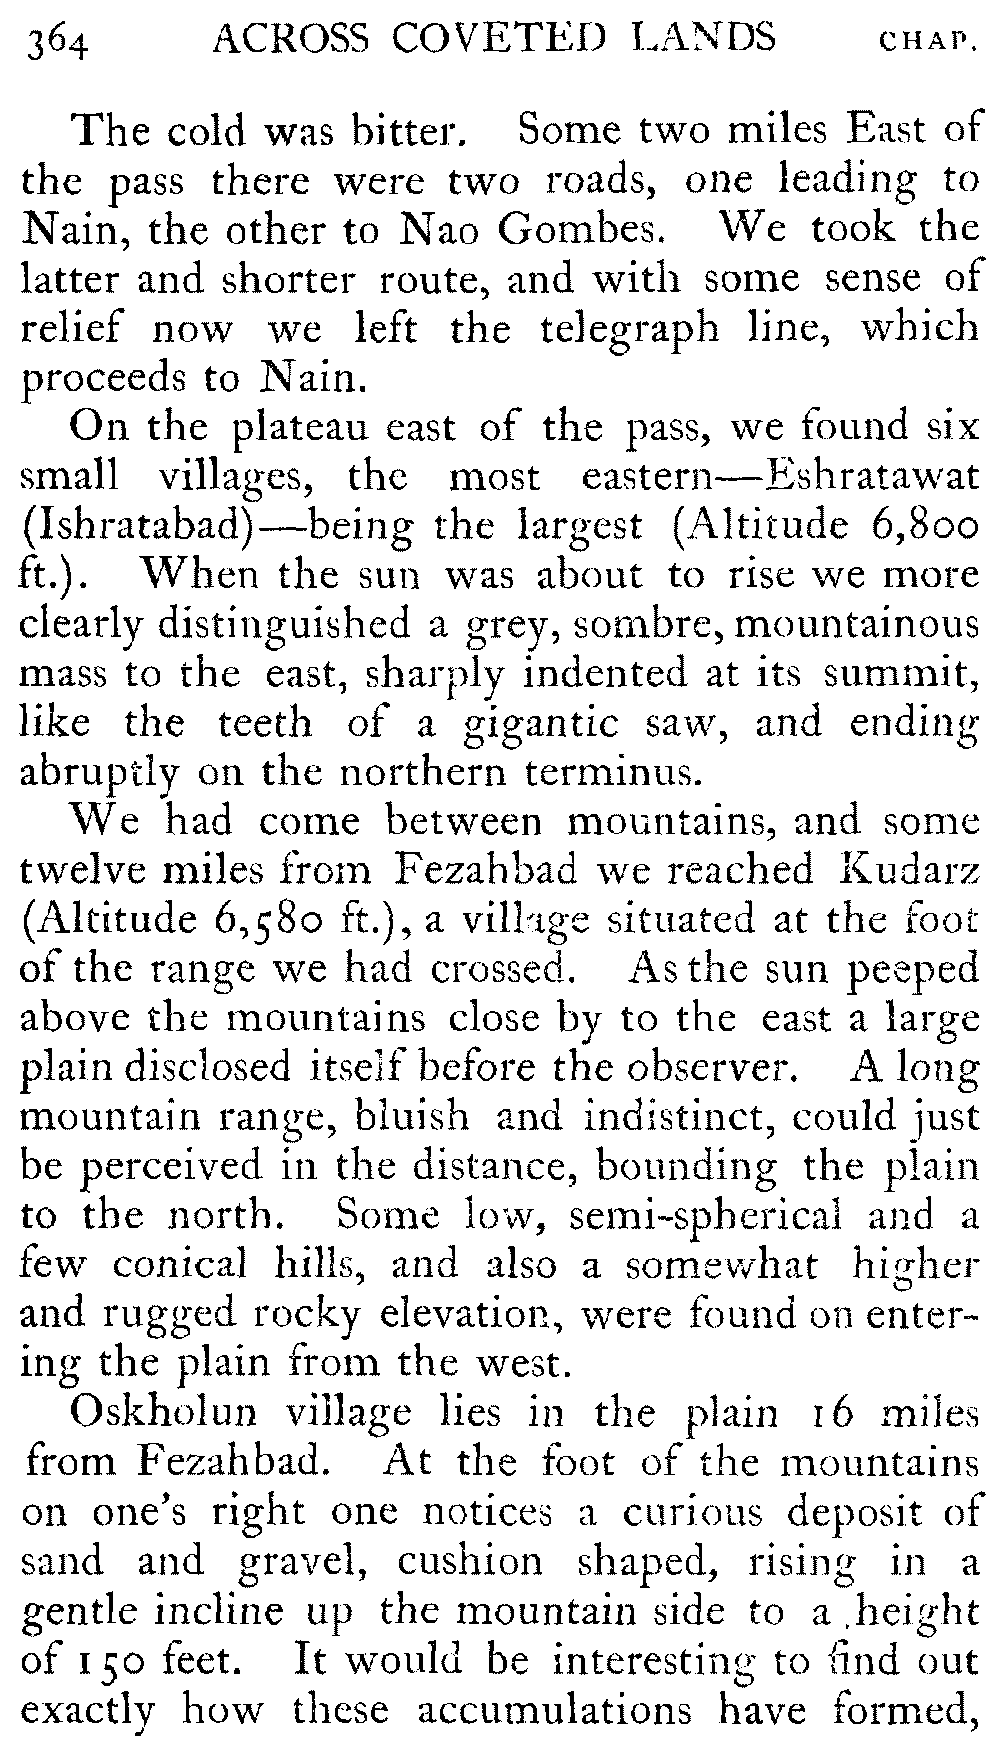 364 ACROSS COVETED LANDS CHAP.
The cold was bitter. Some two miles East of
the pass there were two roads, one leading to
Nain, the other to Nao Gombes. We took the
latter and shorter route, and with some sense of
relief now we left the telegraph line, which
proceeds to Nain.
On the plateau east of the pass, we found six
small villages, the most eastern—Eshratawat
(Ishratabad)—being the largest (Altitude 6,800
ft.). When the sun was about to rise we more
clearly distinguished a grey, sombre, mountainous
mass to the east, sharply indented at its summit,
like the teeth of a gigantic saw, and ending
abruptly on the northern terminus.
We had come between mountains, and some
twelve miles from Fezahbad we reached Kudarz
(Altitude 6,580 ft.), a village situated at the foot
of the range we had crossed. As the sun peeped
above the mountains close by to the east a large
plain disclosed itself before the observer. A long
mountain range, bluish and indistinct, could just
be perceived in the distance, bounding the plain
to the north. Some low, semi-spherical and a
few conical hills, and also a somewhat higher
and rugged rocky elevation, were found on enter-
ing the plain from the west.
Oskholun village lies in the plain 16 miles
from Fezahbad. At the foot of the mountains
on one's right one notices a curious deposit of
sand and gravel, cushion shaped, rising in a
gentle incline up the mountain side to a height
of 150 feet. It would be interesting to find out
exactly how these accumulations have formed,